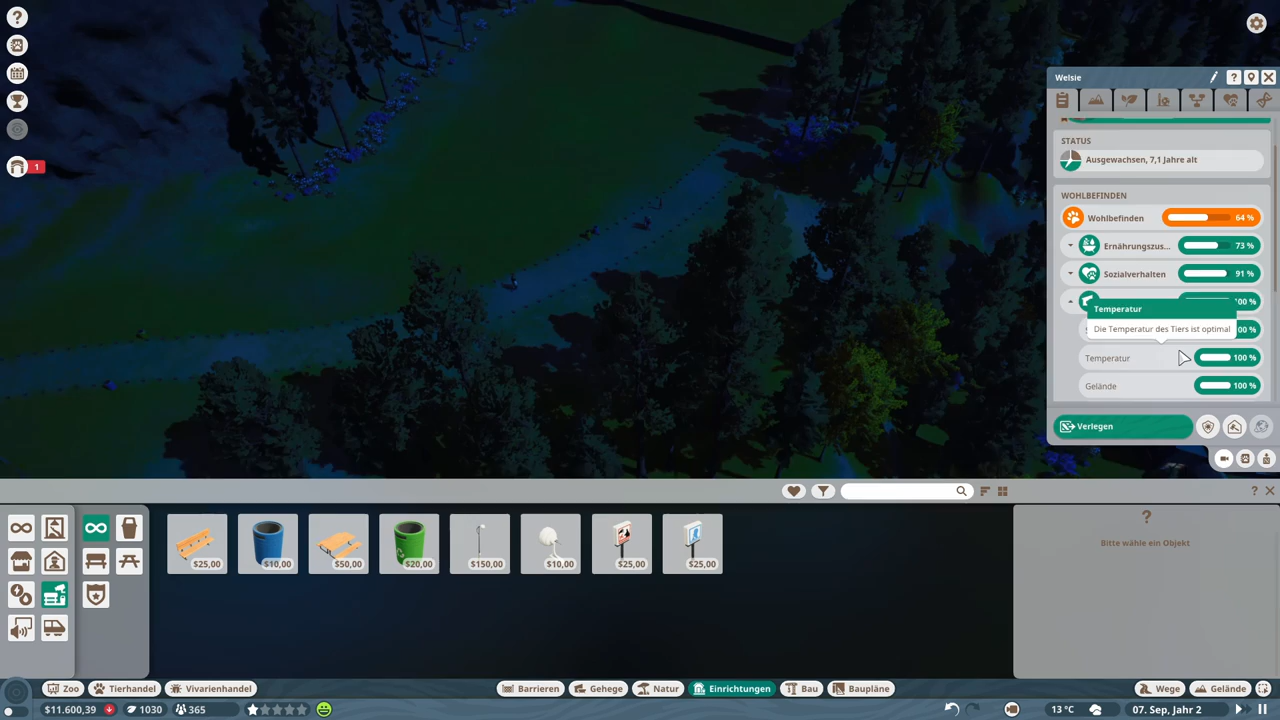 ?
1
Welsie
?
STATUS
Ausgewachsen, 7,1 Jahre alt
WOHLBEFINDEN
Wohlbefinden 64 %
Ernährungszus... 73 %
Sozialverhalten 91 %
100 %
Temperatur
Die Temperatur des Tiers ist optimal
Temperatur 100 %
Gelände 100 %
Verlegen
?
$25,00 $10,00 $50,00 $20,00 $150,00 $10,00 $25,00 $25,00
?
Bitte wähle ein Objekt
Zoo Tierhandel Vivarienhandel Barrieren Gehege Natur Einrichtungen Bau Baupläne Wege Gelände
$11.600,39 1030 365 13 °C 07. Sep, Jahr 2